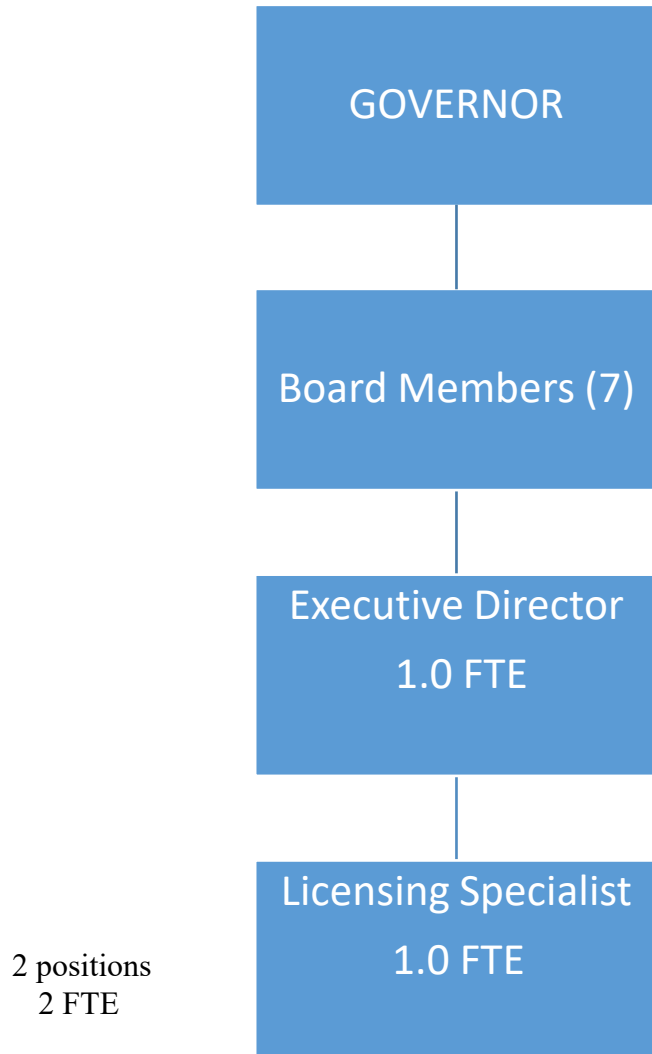 GOVERNOR
Board Members (7)
Executive Director
1.0 FTE
Licensing Specialist
1.0 FTE
2 positions
2 FTE